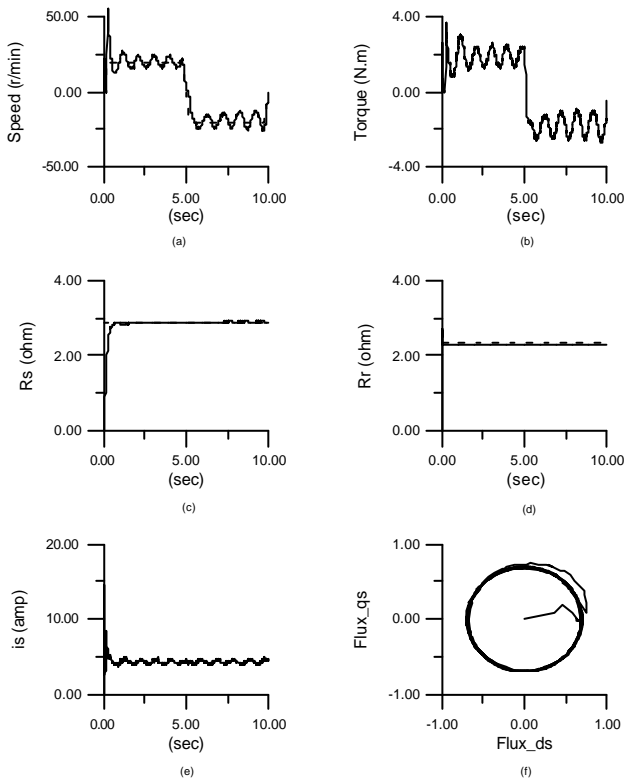 50.00
0.00
-50.00
Speed (r/min)
0.00 5.00 10.00
(sec)
(a)
4.00
0.00
-4.00
Torque (N.m)
0.00 5.00 10.00
(sec)
(b)
4.00
2.00
0.00
Rs (ohm)
0.00 5.00 10.00
(sec)
(c)
4.00
2.00
0.00
Rr (ohm)
0.00 5.00 10.00
(sec)
(d)
20.00
10.00
0.00
is (amp)
0.00 5.00 10.00
(sec)
(e)
1.00
0.00
-1.00
Flux_qs
-1.00 0.00 1.00
Flux_ds
(f)